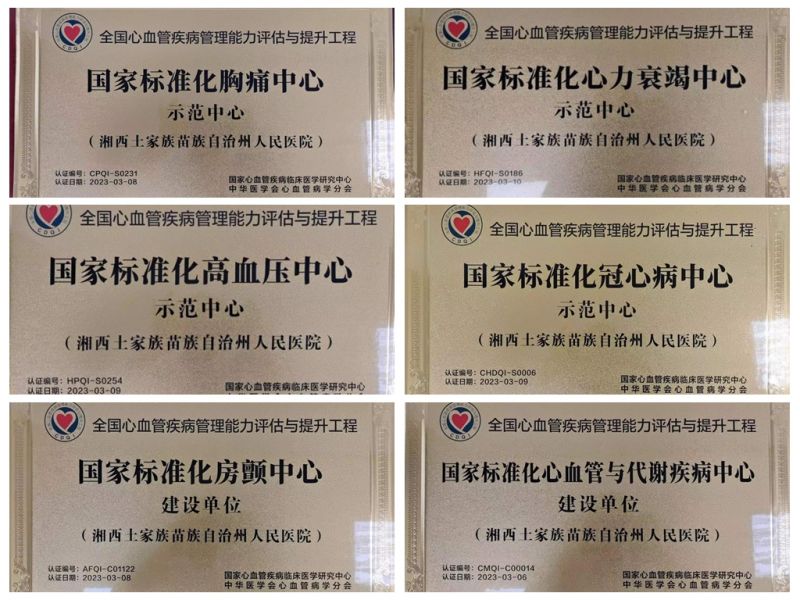 CDQI
全国心血管疾病管理能力评估与提升工程
国家标准化胸痛中心
示范中心
（湘西土家族苗族自治州人民医院）
认证编号：CPQI-S0231
认证日期：2023-03-08
国家心血管疾病临床医学研究中心
中华医学会心血管病学分会
CDQI
全国心血管疾病管理能力评估与提升工程
国家标准化心力衰竭中心
示范中心
（湘西土家族苗族自治州人民医院）
认证编号：HFQI-S0186
认证日期：2023-03-10
国家心血管疾病临床医学研究中心
中华医学会心血管病学分会
CDQI
全国心血管疾病管理能力评估与提升工程
国家标准化高血压中心
示范中心
（湘西土家族苗族自治州人民医院）
认证编号：HPQI-S0254
认证日期：2023-03-09
国家心血管疾病临床医学研究中心
中华医学会心血管病学分会
CDQI
全国心血管疾病管理能力评估与提升工程
国家标准化冠心病中心
示范中心
（湘西土家族苗族自治州人民医院）
认证编号：CHDQI-S0006
认证日期：2023-03-09
国家心血管疾病临床医学研究中心
中华医学会心血管病学分会
CDQI
全国心血管疾病管理能力评估与提升工程
国家标准化房颤中心
建设单位
（湘西土家族苗族自治州人民医院）
认证编号：AFQI-C01122
认证日期：2023-03-08
国家心血管疾病临床医学研究中心
中华医学会心血管病学分会
CDQI
全国心血管疾病管理能力评估与提升工程
国家标准化心血管与代谢疾病中心
建设单位
（湘西土家族苗族自治州人民医院）
认证编号：CMQI-C00014
认证日期：2023-03-06
国家心血管疾病临床医学研究中心
中华医学会心血管病学分会